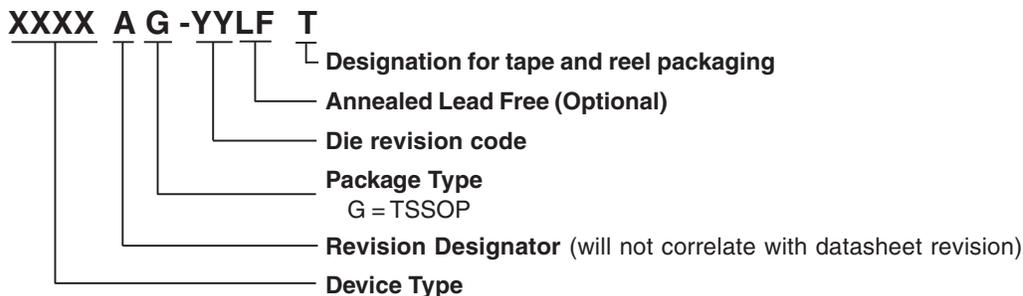 XXXX A G -YYLF T
Designation for tape and reel packaging
Annealed Lead Free (Optional)
Die revision code
Package Type
G = TSSOP
Revision Designator (will not correlate with datasheet revision)
Device Type